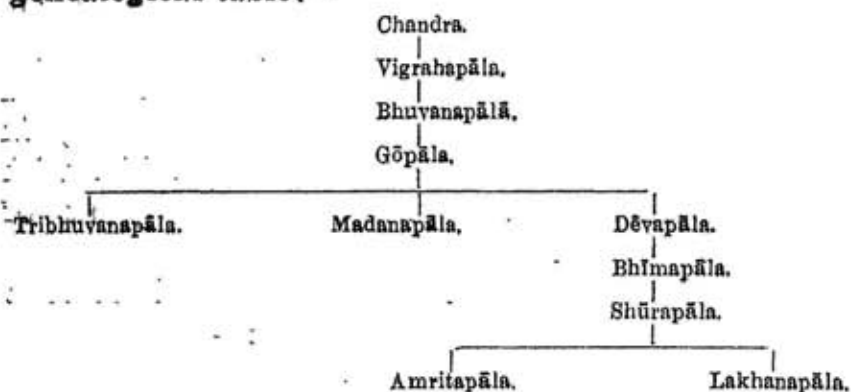 Chandra.
Vigrahapāla.
Bhuvanapālā.
Gōpāla.
Tribhuvanapāla. Madanapāla. Dēvapāla.
Bhīmapāla.
Shūrapāla.
Amritapāla. Lakhanapāla.